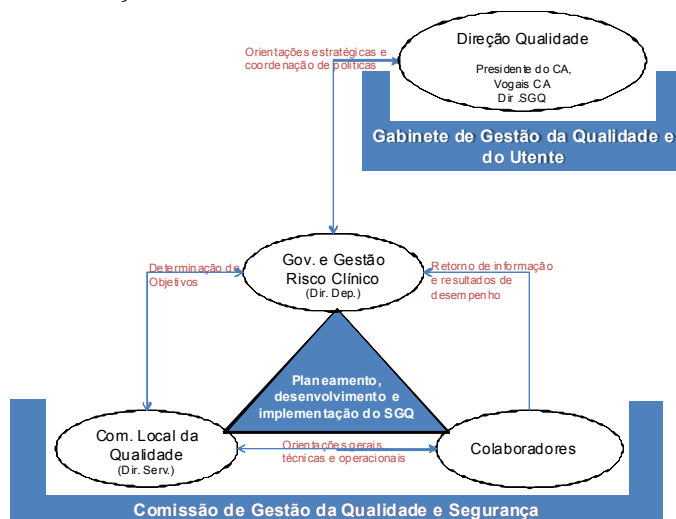 Direção Qualidade
Presidente do CA,
Vogais CA
Dir .SGQ
Orientações estratégicas e
coordenação de políticas
Gabinete de Gestão da Qualidade e
do Utente
Gov. e Gestão
Risco Clínico
(Dir. Dep.)
Determinação de
Objetivos
Retorno de informação
e resultados de
desempenho
Planeamento,
desenvolvimento e
implementação do SGQ
Com. Local da
Qualidade
(Dir. Serv.)
Orientações gerais
técnicas e operacionais
Colaboradores
Comissão de Gestão da Qualidade e Segurança